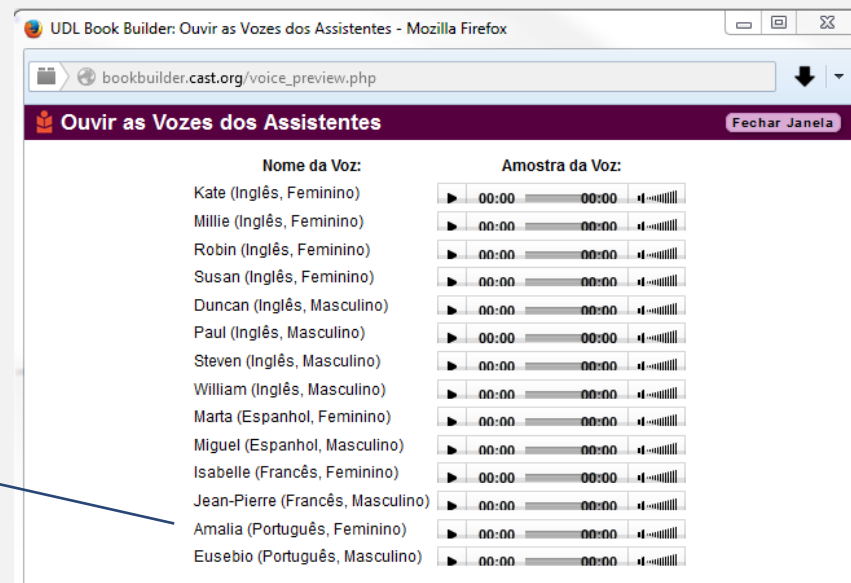 UDL Book Builder: Ouvir as Vozes dos Assistentes - Mozilla Firefox
bookbuilder.cast.org/voice_preview.php
Ouvir as Vozes dos Assistentes Fechar Janela
Nome da Voz: Amostra da Voz:
Kate (Inglês, Feminino) 00:00 00:00
Millie (Inglês, Feminino) 00:00 00:00
Robin (Inglês, Feminino) 00:00 00:00
Susan (Inglês, Feminino) 00:00 00:00
Duncan (Inglês, Masculino) 00:00 00:00
Paul (Inglês, Masculino) 00:00 00:00
Steven (Inglês, Masculino) 00:00 00:00
William (Inglês, Masculino) 00:00 00:00
Marta (Espanhol, Feminino) 00:00 00:00
Miguel (Espanhol, Masculino) 00:00 00:00
Isabelle (Francês, Feminino) 00:00 00:00
Jean-Pierre (Francês, Masculino) 00:00 00:00
Amalia (Português, Feminino) 00:00 00:00
Eusebio (Português, Masculino) 00:00 00:00